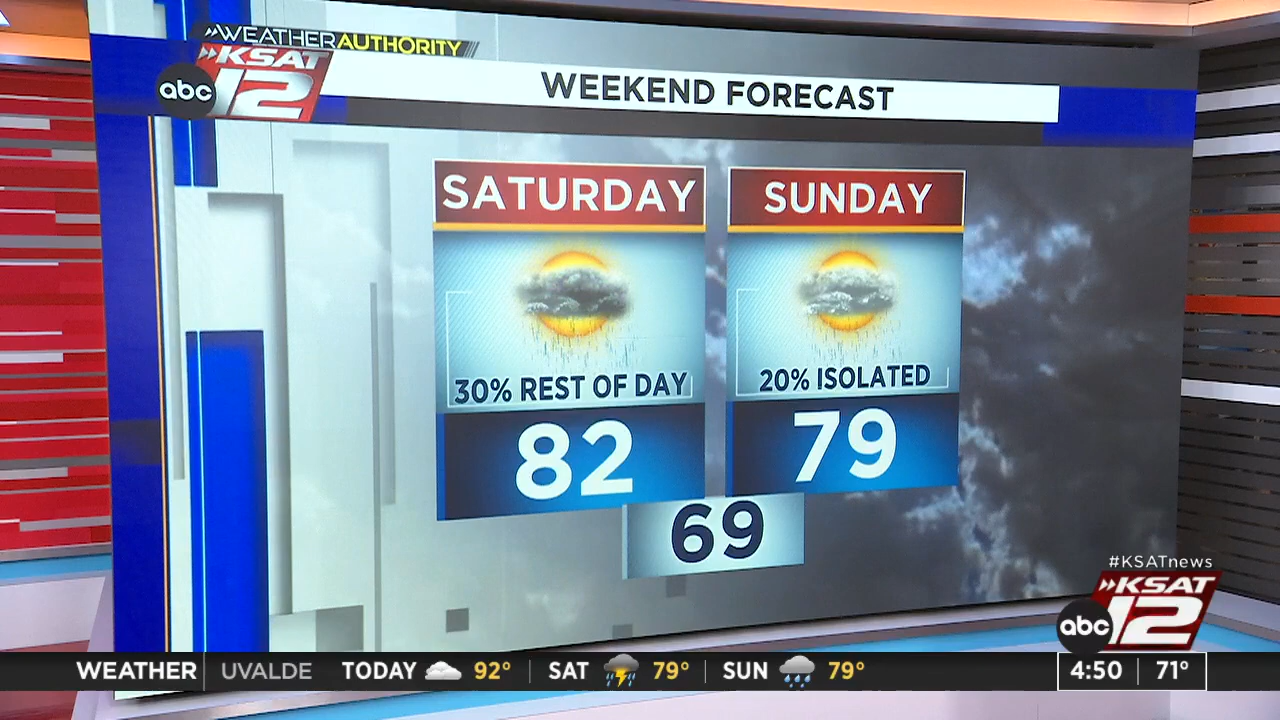 WEATHER AUTHORITY
KSAT
abc 12
WEEKEND FORECAST
SATURDAY
SUNDAY
30% REST OF DAY
20% ISOLATED
82
79
69
#KSATnews
KSAT
abc 12
WEATHER UVALDE TODAY 92° SAT 79° SUN 79° 4:50 71°